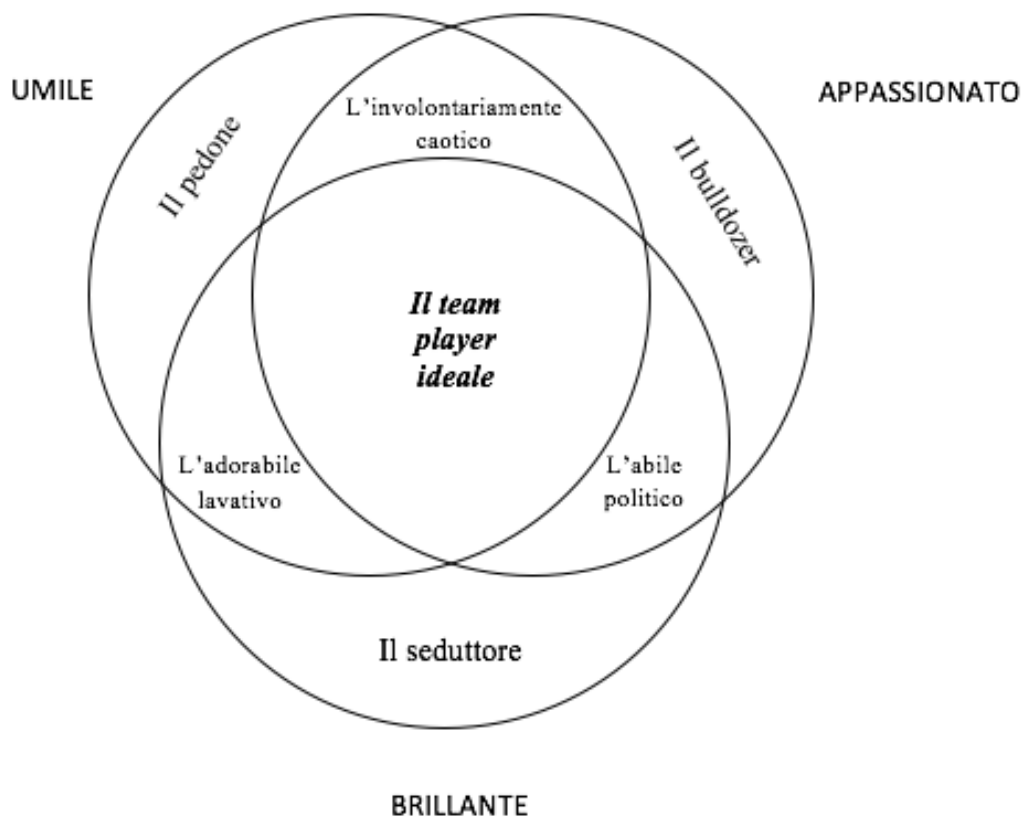 UMILE
APPASSIONATO
L'involontariamente
caotico
Il pedone
Il bulldozer
Il team
player
ideale
L'adorabile
lavativo
L'abile
politico
Il seduttore
BRILLANTE